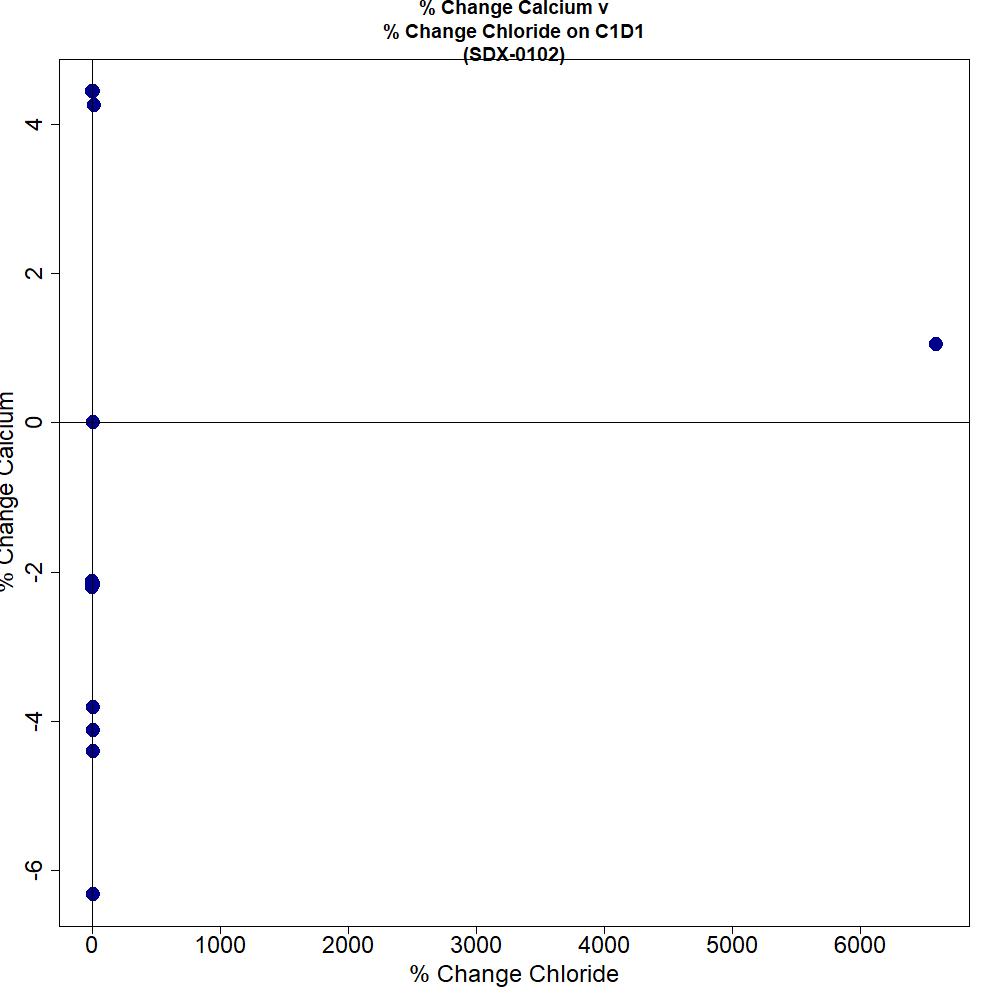 % Change Calcium v
% Change Chloride on C1D1
(SDX-0102)
% Change Calcium
4
2
0
-2
-4
-6
0 1000 2000 3000 4000 5000 6000
% Change Chloride